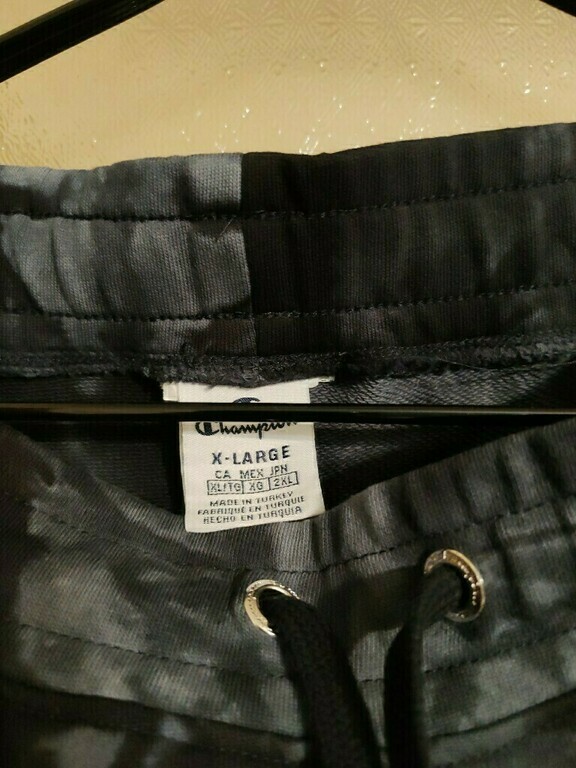 Champion
X-LARGE
CA MEX JPN
XL/TG XG 2XL
MADE IN TURKEY
FABRIQUÉ EN TURQUIE
HECHO EN TURQUIA